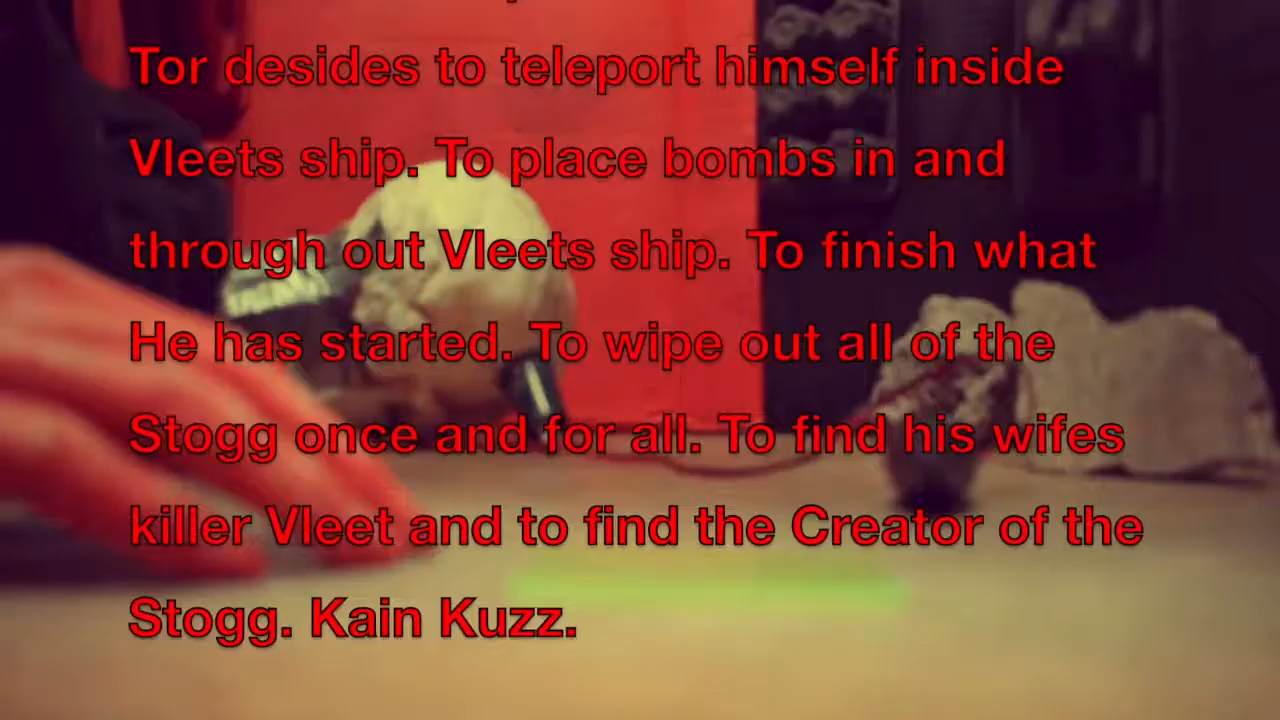 Tor desides to teleport himself inside
Vleets ship. To place bombs in and
through out Vleets ship. To finish what
He has started. To wipe out all of the
Stogg once and for all. To find his wifes
killer Vleet and to find the Creator of the
Stogg. Kain Kuzz.